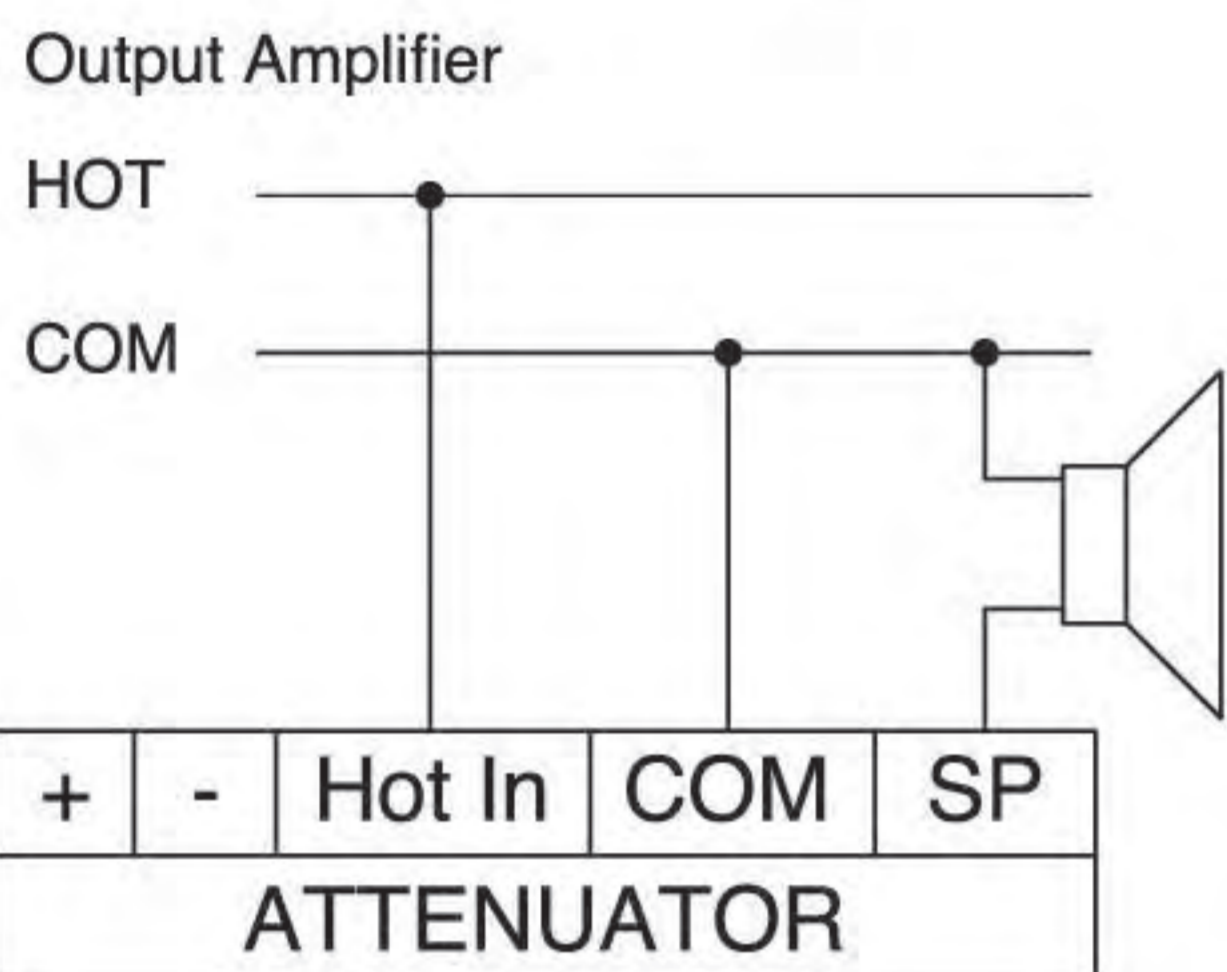 Output Amplifier
HOT
COM
+ - Hot In COM SP
ATTENUATOR